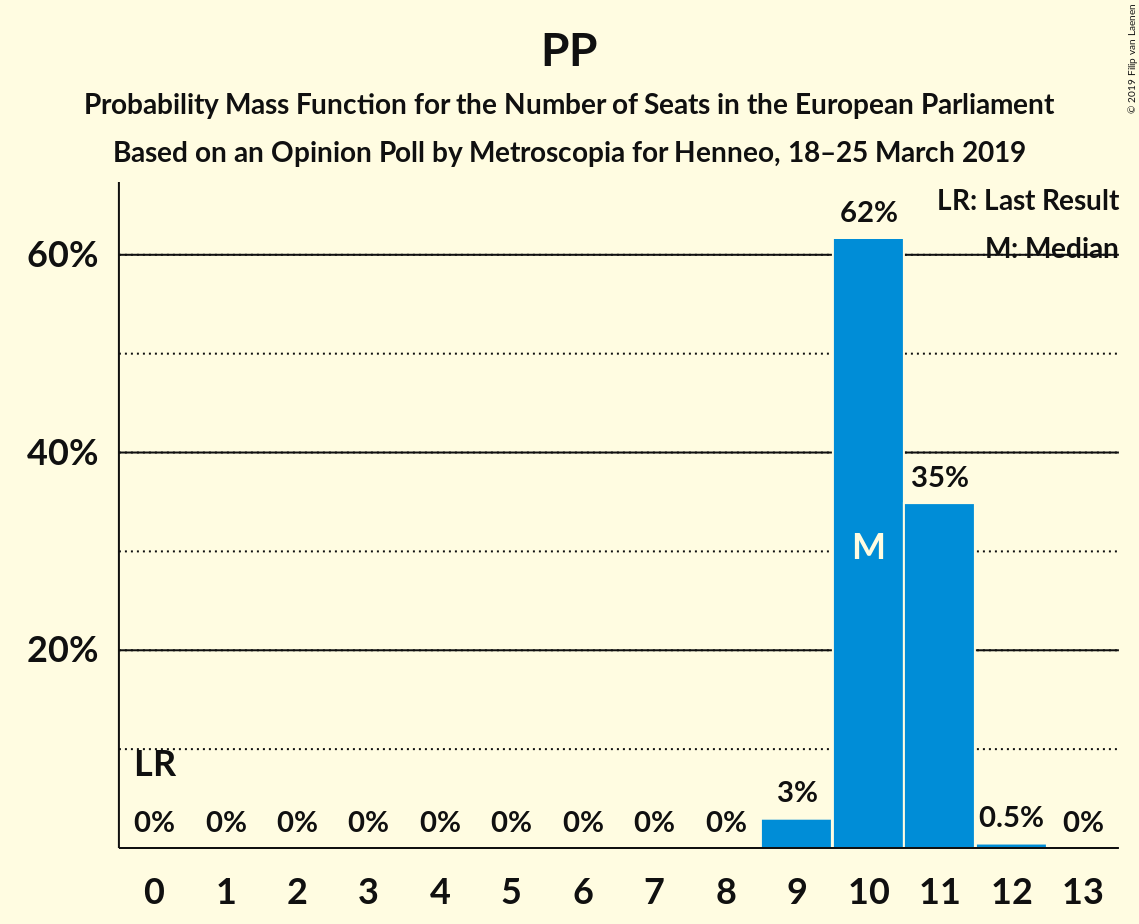 PP
Probability Mass Function for the Number of Seats in the European Parliament
Based on an Opinion Poll by Metroscopia for Henneo, 18–25 March 2019
© 2019 Filip van Laenen
LR: Last Result
M: Median
62%
60%
40%
35%
M
20%
LR
3%
0% 0% 0% 0% 0% 0% 0% 0% 0% 0.5% 0%
0 1 2 3 4 5 6 7 8 9 10 11 12 13